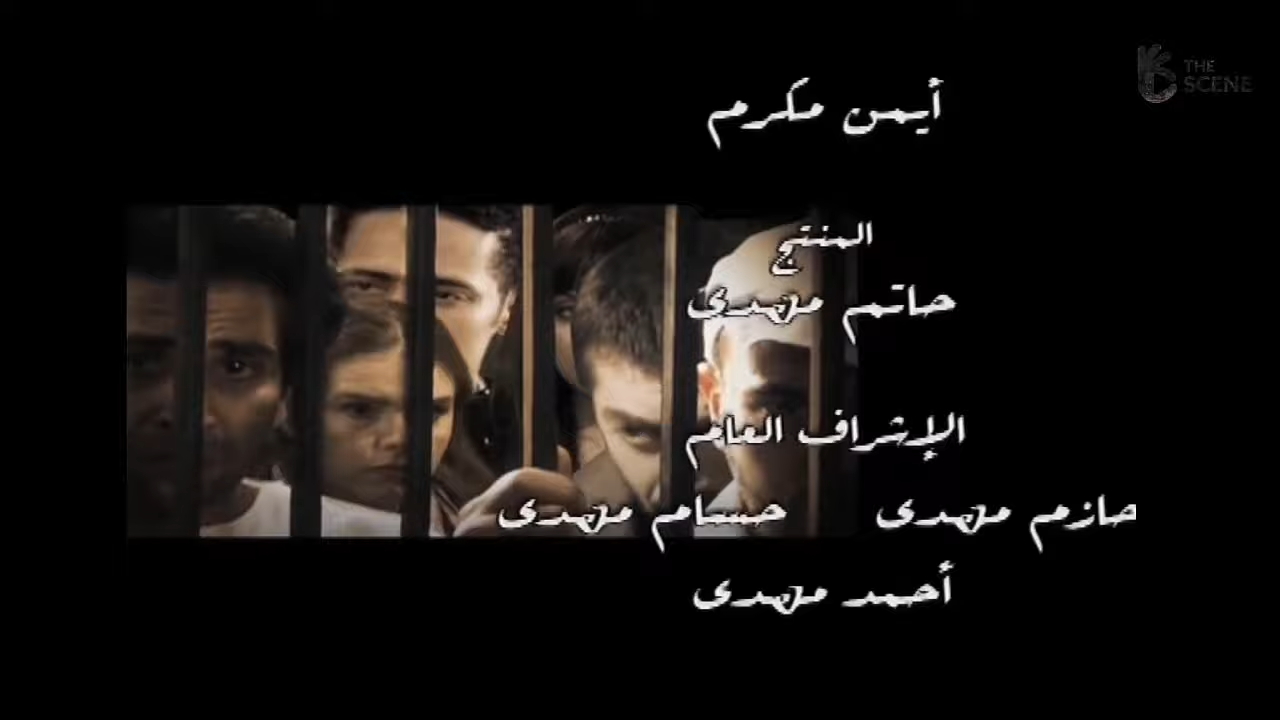 THE
SCENE
أيمن مكرم
المنتج
حاتم مهدى
الإشراف العام
حازم مهدى حسام مهدى
أحمد مهدى